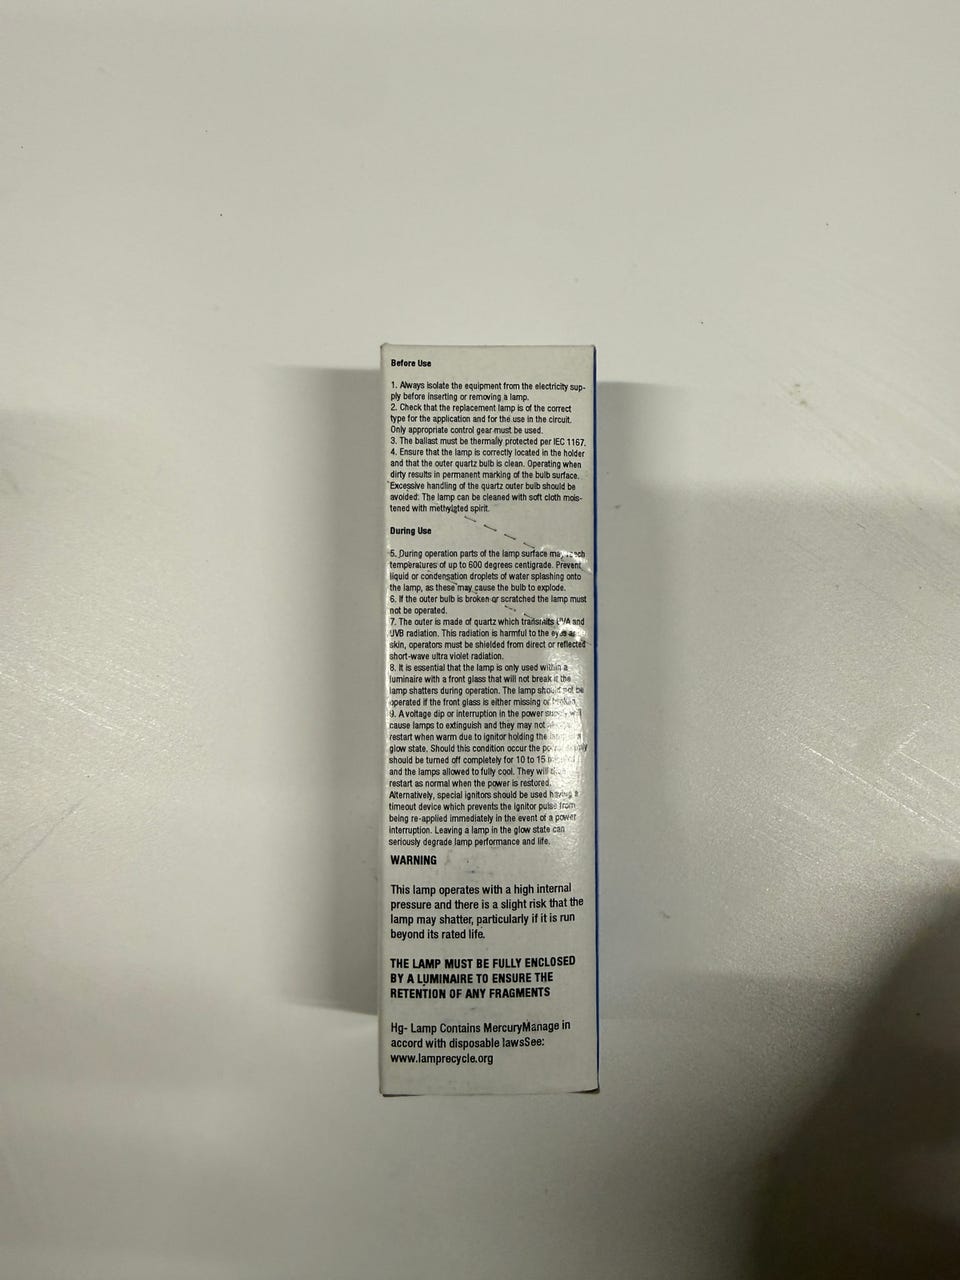 Before Use
1. Always isolate the equipment from the electricity sup-
ply before inserting or removing a lamp.
2. Check that the replacement lamp is of the correct
type for the application and for the use in the circuit.
Only appropriate control gear must be used.
3. The ballast must be thermally protected per IEC 1167.
4. Ensure that the lamp is correctly located in the holder
and that the outer quartz bulb is clean. Operating when
dirty results in permanent marking of the bulb surface.
Excessive handling of the quartz outer bulb should be
avoided. The lamp can be cleaned with soft cloth mois-
tened with methylated spirit.
During Use
5. During operation parts of the lamp surface may reach
temperatures of up to 600 degrees centigrade. Prevent
liquid or condensation droplets of water splashing onto
the lamp, as these may cause the bulb to explode.
6. If the outer bulb is broken or scratched the lamp must
not be operated.
7. The outer is made of quartz which transmits UVA and
UVB radiation. This radiation is harmful to the eyes and
skin, operators must be shielded from direct or reflected
short-wave ultra violet radiation.
8. It is essential that the lamp is only used within a
luminaire with a front glass that will not break if the
lamp shatters during operation. The lamp should not be
operated if the front glass is either missing or broken.
9. A voltage dip or interruption in the power supply will
cause lamps to extinguish and they may not
restart when warm due to ignitor holding the lamp in a
glow state. Should this condition occur the power supply
should be turned off completely for 10 to 15
and the lamps allowed to fully cool. They will
restart as normal when the power is restored.
Alternatively, special ignitors should be used having a
timeout device which prevents the ignitor pulse from
being re-applied immediately in the event of a power
interruption. Leaving a lamp in the glow state can
seriously degrade lamp performance and life.
WARNING
This lamp operates with a high internal
pressure and there is a slight risk that the
lamp may shatter, particularly if it is run
beyond its rated life.
THE LAMP MUST BE FULLY ENCLOSED
BY A LUMINAIRE TO ENSURE THE
RETENTION OF ANY FRAGMENTS
Hg- Lamp Contains MercuryManage in
accord with disposable lawsSee:
www.lamprecycle.org